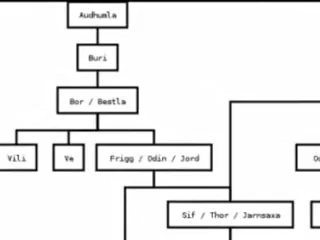 Audhumla
Buri
Bor / Bestla
Vili
Ve
Frigg / Odin / Jord
Sif / Thor / Jarnsaxa